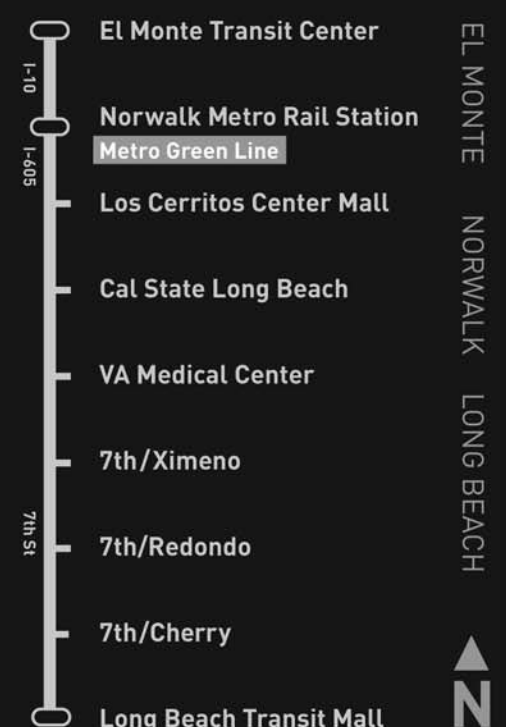 El Monte Transit Center
I-10
Norwalk Metro Rail Station
Metro Green Line
I-605
Los Cerritos Center Mall
Cal State Long Beach
VA Medical Center
7th/Ximeno
7th St
7th/Redondo
7th/Cherry
Long Beach Transit Mall
EL MONTE
NORWALK
LONG BEACH
N